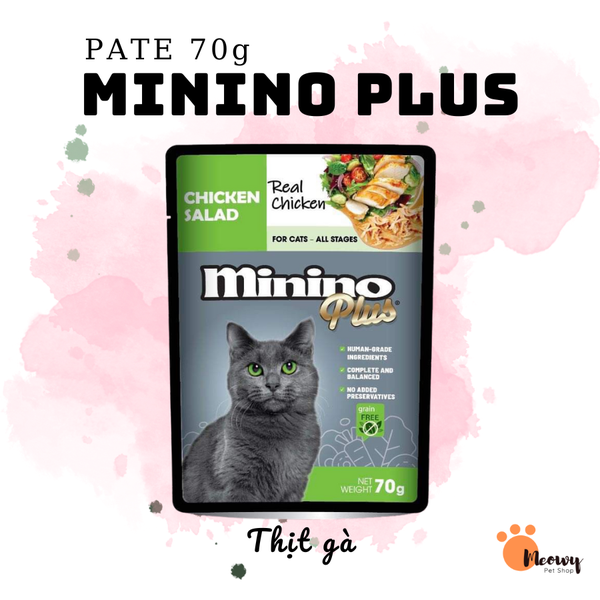 PATE 70g
MININO PLUS
CHICKEN
SALAD
Real
Chicken
FOR CATS – ALL STAGES
minino
Plus®
HUMAN-GRADE
INGREDIENTS
COMPLETE AND
BALANCED
NO ADDED
PRESERVATIVES
grain
FREE
NET
WEIGHT 70g
Thịt gà
Meowy
Pet Shop